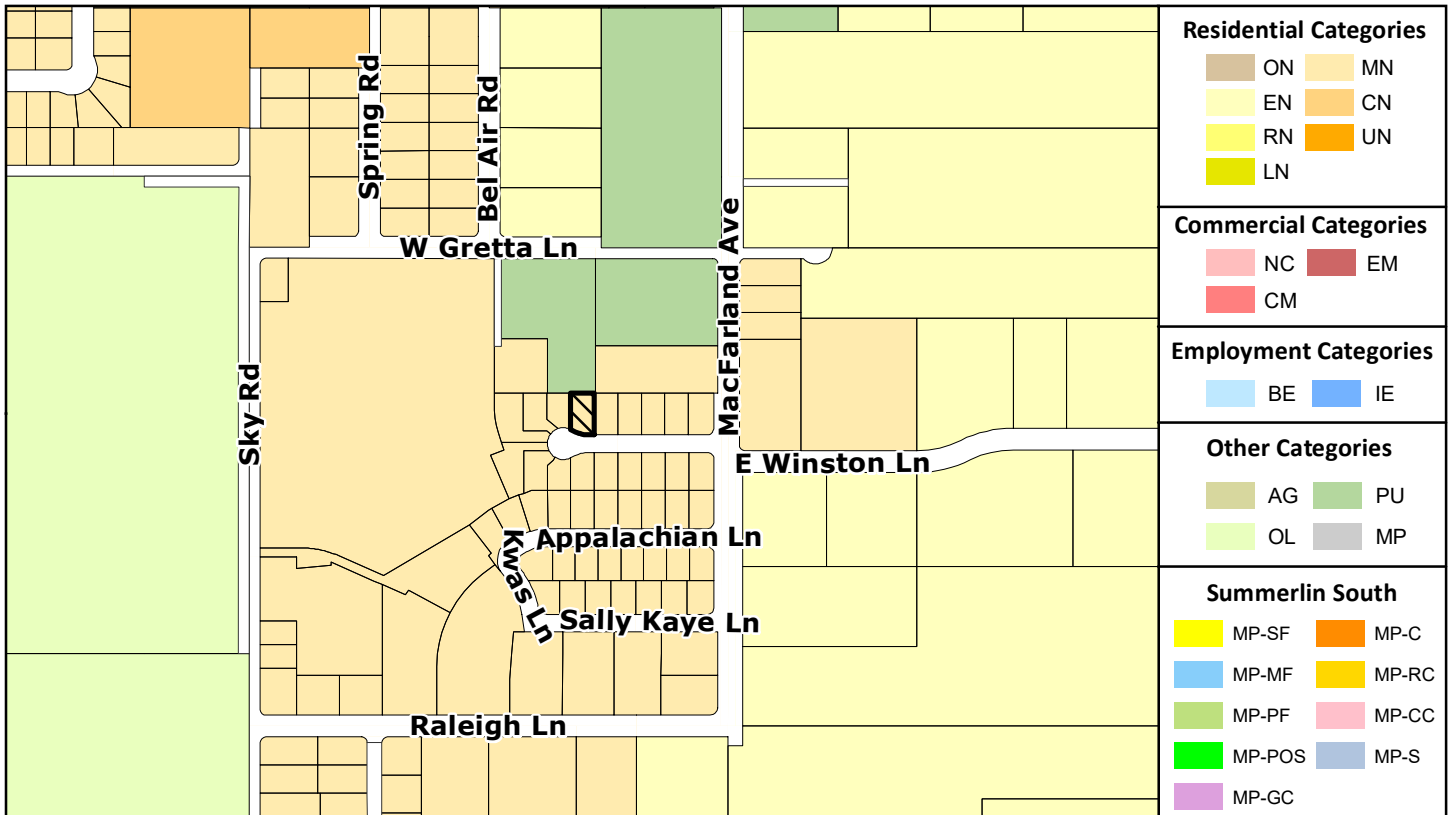 Spring Rd
Bel Air Rd
W Gretta Ln
MacFarland Ave
Sky Rd
E Winston Ln
Appalachian Ln
Kwas Ln
Sally Kaye Ln
Raleigh Ln
Residential Categories
ON MN
EN CN
RN UN
LN
Commercial Categories
NC EM
CM
Employment Categories
BE IE
Other Categories
AG PU
OL MP
Summerlin South
MP-SF MP-C
MP-MF MP-RC
MP-PF MP-CC
MP-POS MP-S
MP-GC